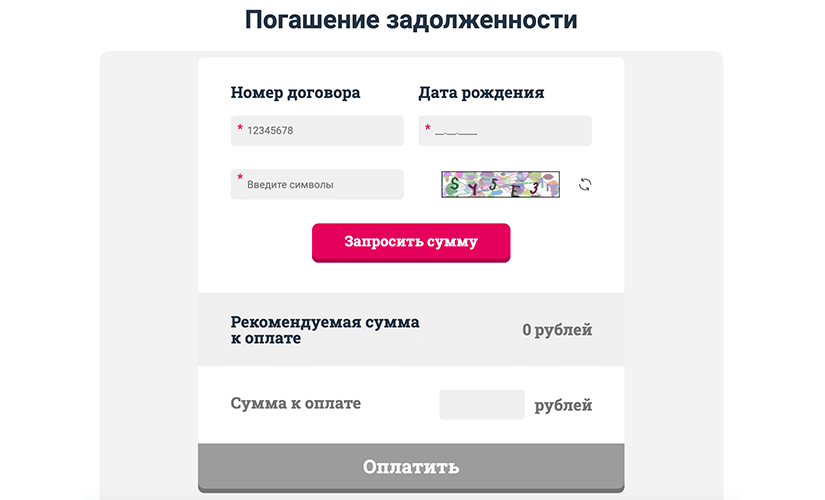 Погашение задолженности
Номер договора
Дата рождения
* 12345678
* __.__.____
* Введите символы
SY5E3
Запросить сумму
Рекомендуемая сумма
к оплате
0 рублей
Сумма к оплате
рублей
Оплатить